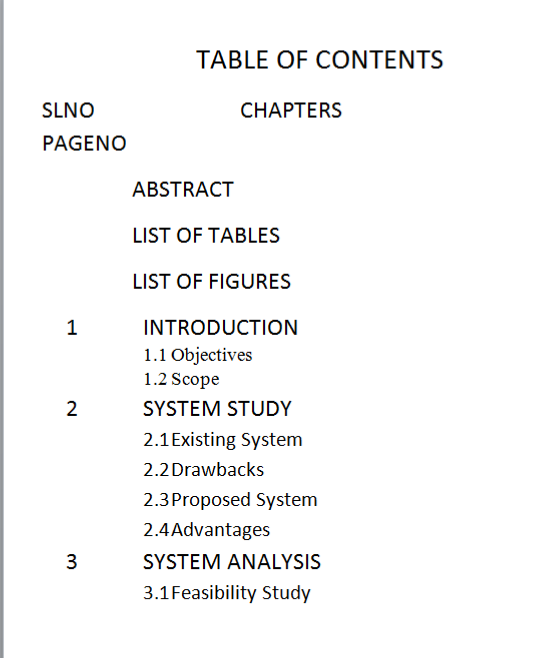 TABLE OF CONTENTS
SLNO CHAPTERS
PAGENO
ABSTRACT
LIST OF TABLES
LIST OF FIGURES
1 INTRODUCTION
1.1 Objectives
1.2 Scope
2 SYSTEM STUDY
2.1Existing System
2.2Drawbacks
2.3Proposed System
2.4Advantages
3 SYSTEM ANALYSIS
3.1Feasibility Study